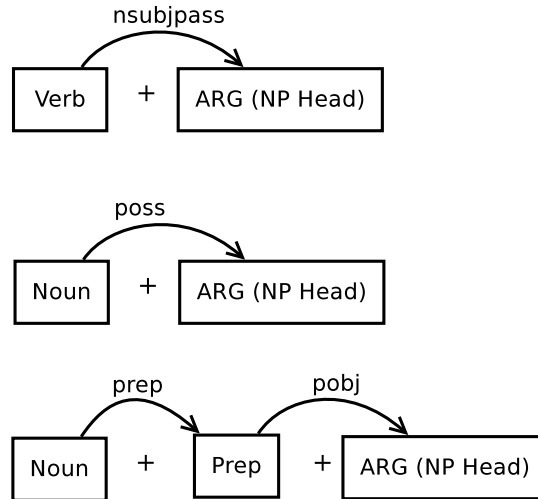 nsubjpass
Verb + ARG (NP Head)
poss
Noun + ARG (NP Head)
prep pobj
Noun + Prep + ARG (NP Head)